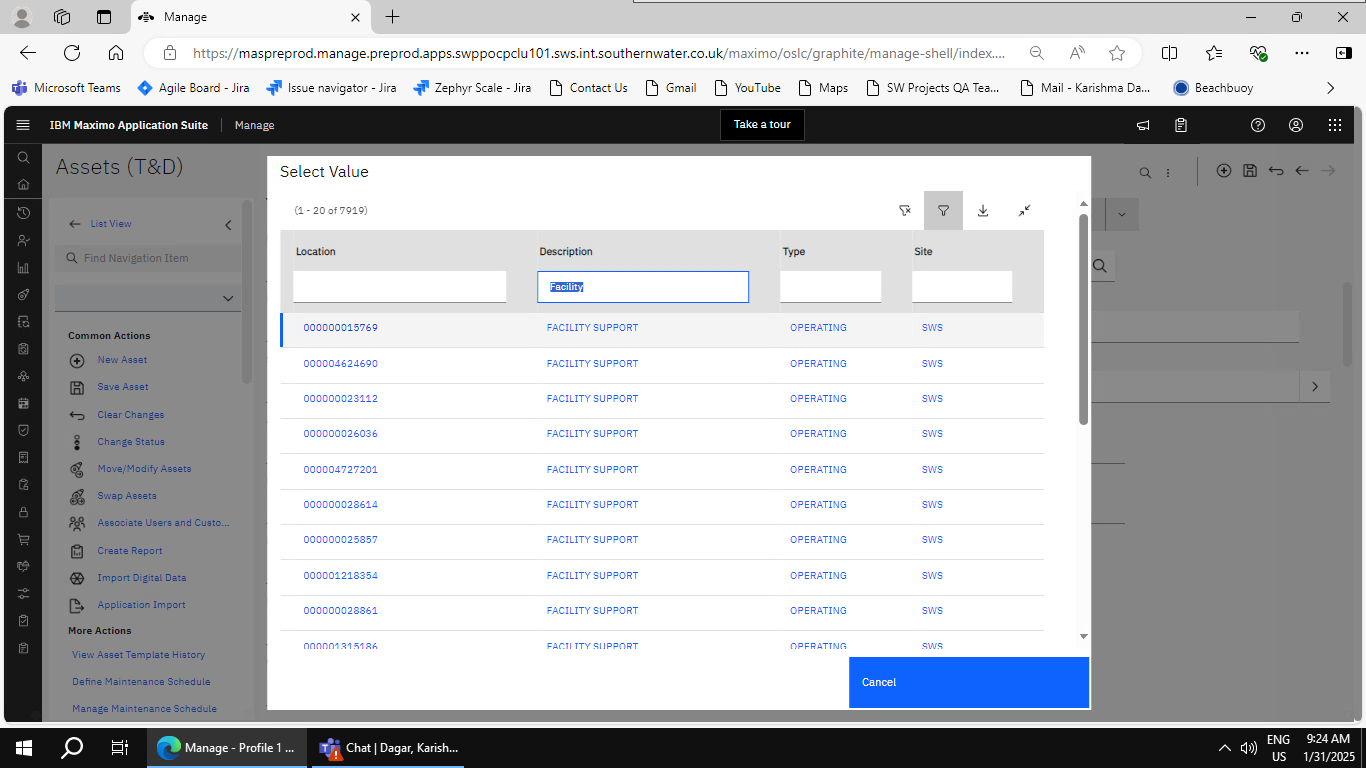 Manage
https://maspreprod.manage.preprod.apps.swppocpclu101.sws.int.southernwater.co.uk/maximo/oslc/graphite/manage-shell/index....
Microsoft Teams
Agile Board - Jira
Issue navigator - Jira
Zephyr Scale - Jira
Contact Us
Gmail
YouTube
Maps
SW Projects QA Tea...
Mail - Karishma Da...
Beachbuoy
IBM Maximo Application Suite
Manage
Take a tour
Assets (T&D)
List View
Find Navigation Item
Common Actions
New Asset
Save Asset
Clear Changes
Change Status
Move/Modify Assets
Swap Assets
Associate Users and Custo...
Create Report
Import Digital Data
Application Import
More Actions
View Asset Template History
Define Maintenance Schedule
Manage Maintenance Schedule
Select Value
(1 - 20 of 7919)
Location Description Type Site
Facility
000000015769 FACILITY SUPPORT OPERATING SWS
000004624690 FACILITY SUPPORT OPERATING SWS
000000023112 FACILITY SUPPORT OPERATING SWS
000000026036 FACILITY SUPPORT OPERATING SWS
000004727201 FACILITY SUPPORT OPERATING SWS
000000028614 FACILITY SUPPORT OPERATING SWS
000000025857 FACILITY SUPPORT OPERATING SWS
000001218354 FACILITY SUPPORT OPERATING SWS
000000028861 FACILITY SUPPORT OPERATING SWS
000001315186 FACILITY SUPPORT OPERATING SWS
Cancel
Manage - Profile 1 ...
Chat | Dagar, Karish...
ENG
US
9:24 AM
1/31/2025